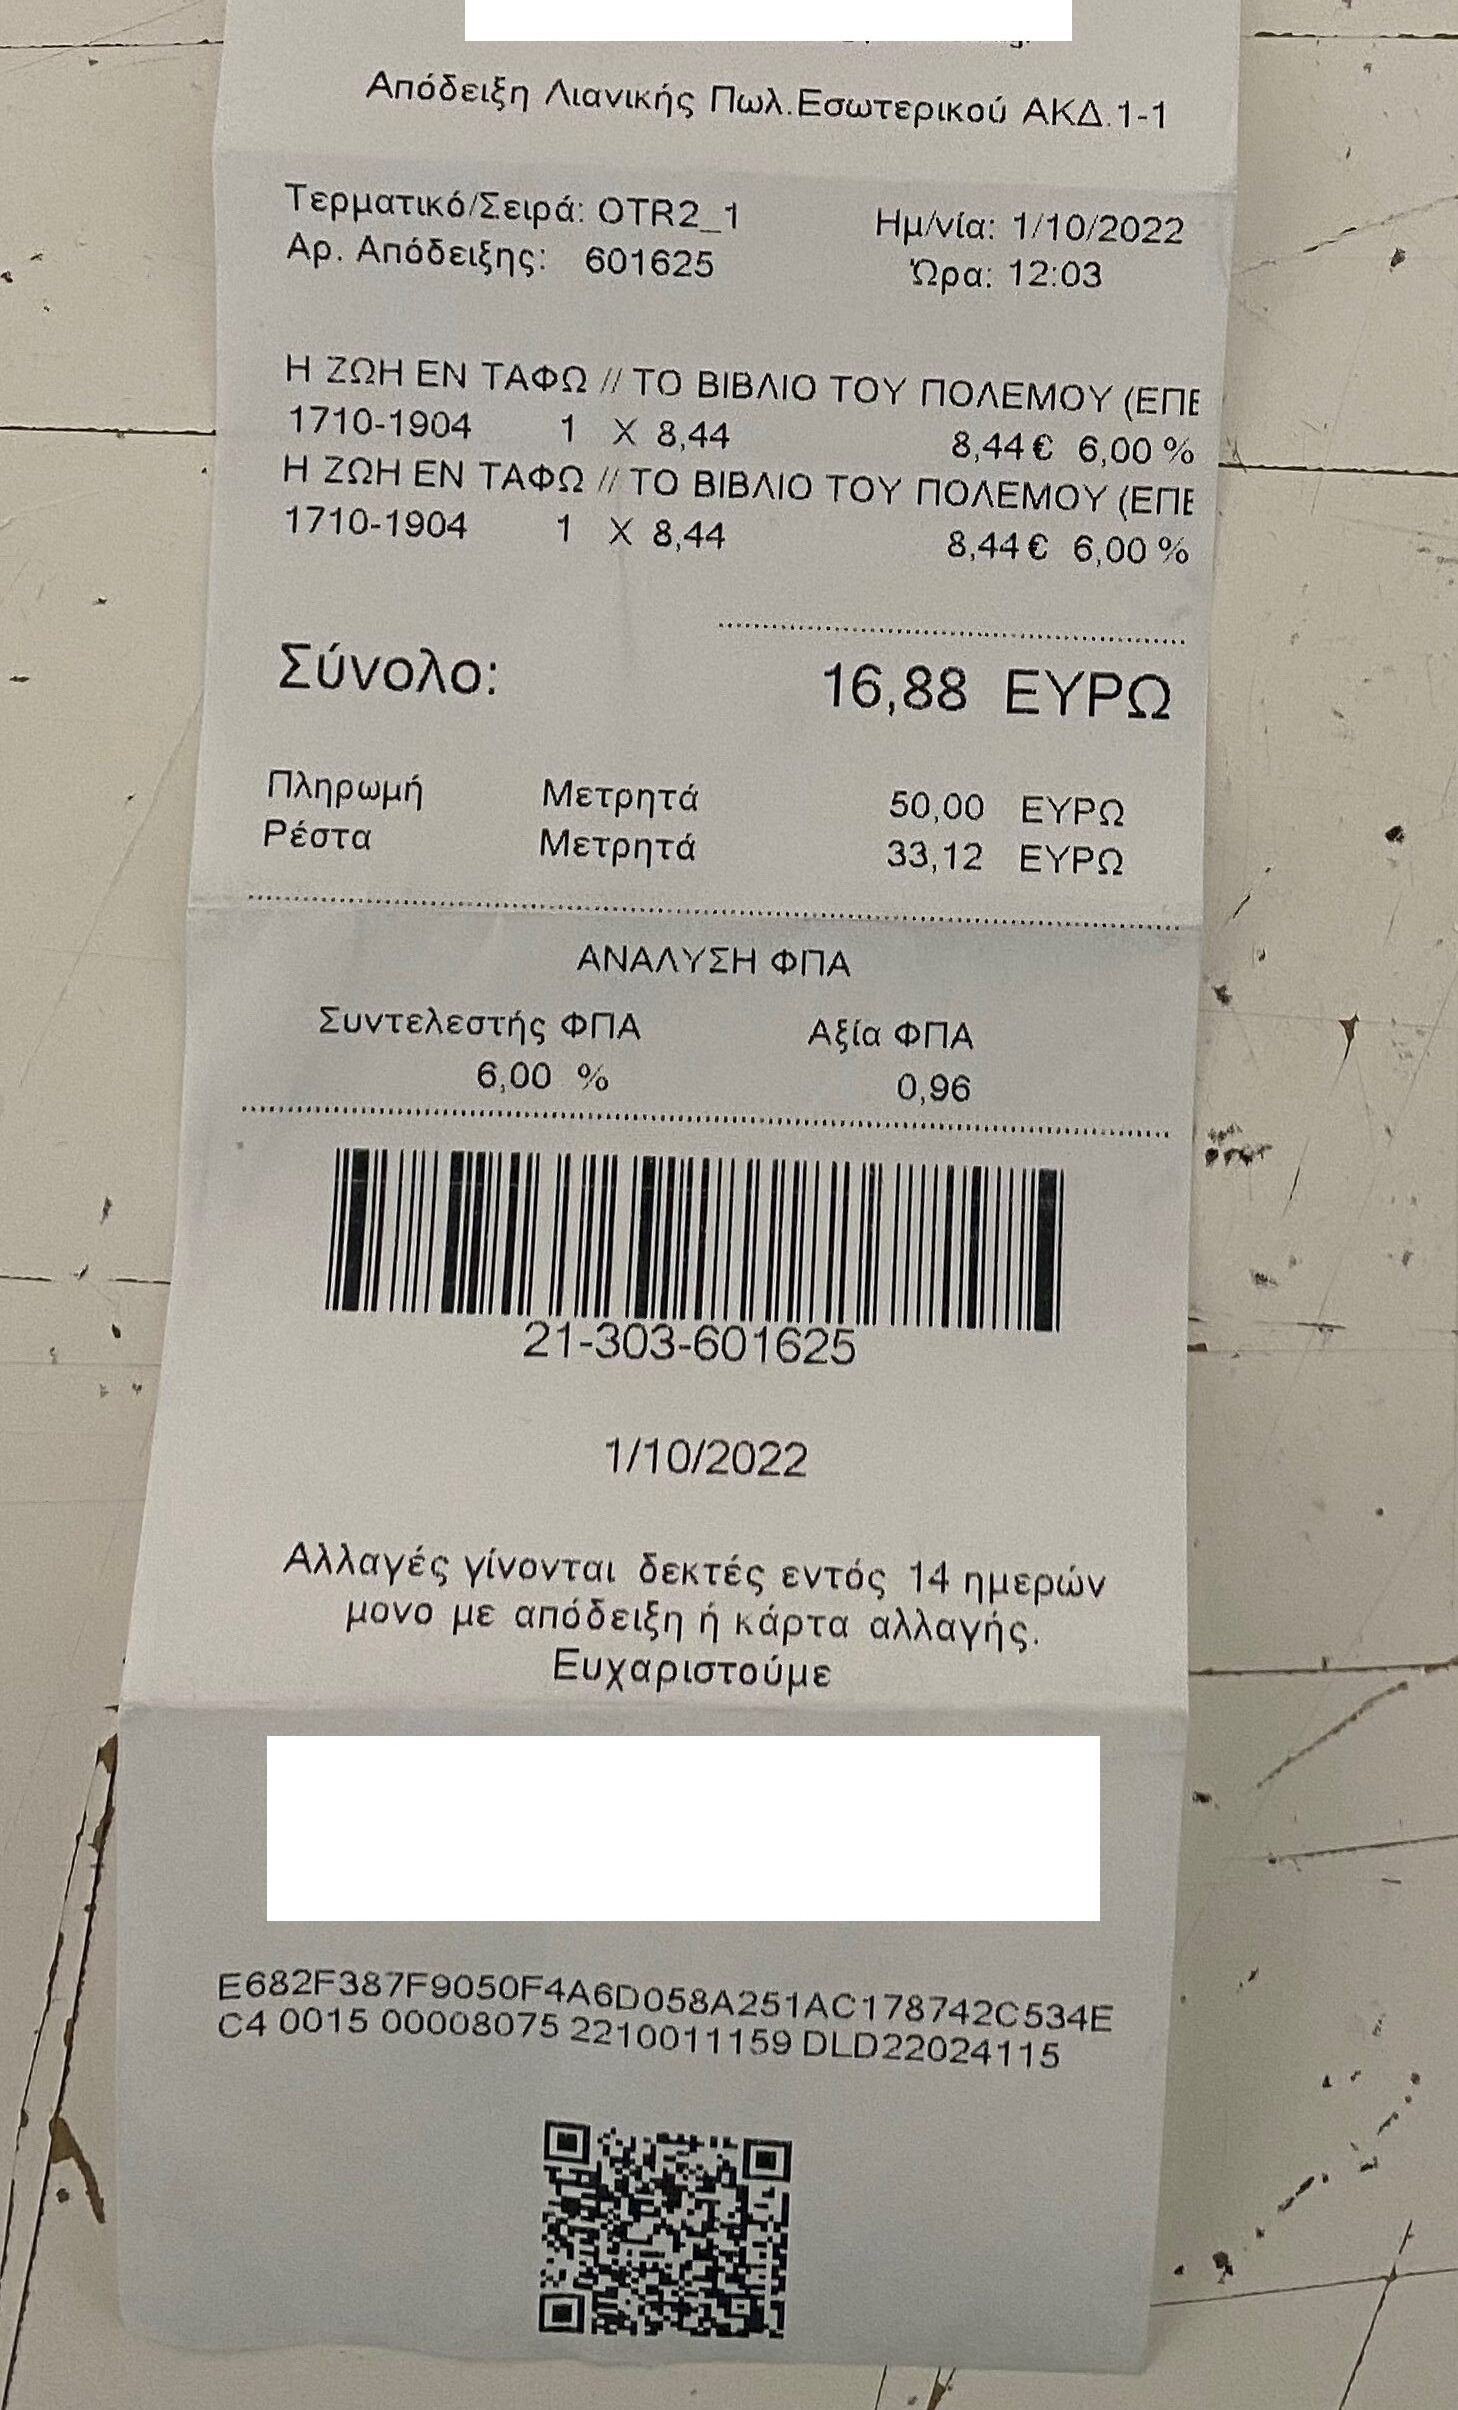 Απόδειξη Λιανικής Πωλ.Εσωτερικού ΑΚΔ.1-1
Τερματικό/Σειρά: OTR2_1 Ημ/νία: 1/10/2022
Αρ. Απόδειξης: 601625 Ώρα: 12:03
Η ΖΩΗ ΕΝ ΤΑΦΩ // ΤΟ ΒΙΒΛΙΟ ΤΟΥ ΠΟΛΕΜΟΥ (ΕΠΕ
1710-1904 1 X 8,44 8,44€ 6,00 %
Η ΖΩΗ ΕΝ ΤΑΦΩ // ΤΟ ΒΙΒΛΙΟ ΤΟΥ ΠΟΛΕΜΟΥ (ΕΠΕ
1710-1904 1 X 8,44 8,44€ 6,00 %
Σύνολο: 16,88 ΕΥΡΩ
Πληρωμή Μετρητά 50,00 ΕΥΡΩ
Ρέστα Μετρητά 33,12 ΕΥΡΩ
ΑΝΑΛΥΣΗ ΦΠΑ
Συντελεστής ΦΠΑ Αξία ΦΠΑ
6,00 % 0,96
21-303-601625
1/10/2022
Αλλαγές γίνονται δεκτές εντός 14 ημερών
μονο με απόδειξη ή κάρτα αλλαγής.
Ευχαριστούμε
E682F387F9050F4A6D058A251AC178742C534E
C4 0015 00008075 2210011159 DLD22024115